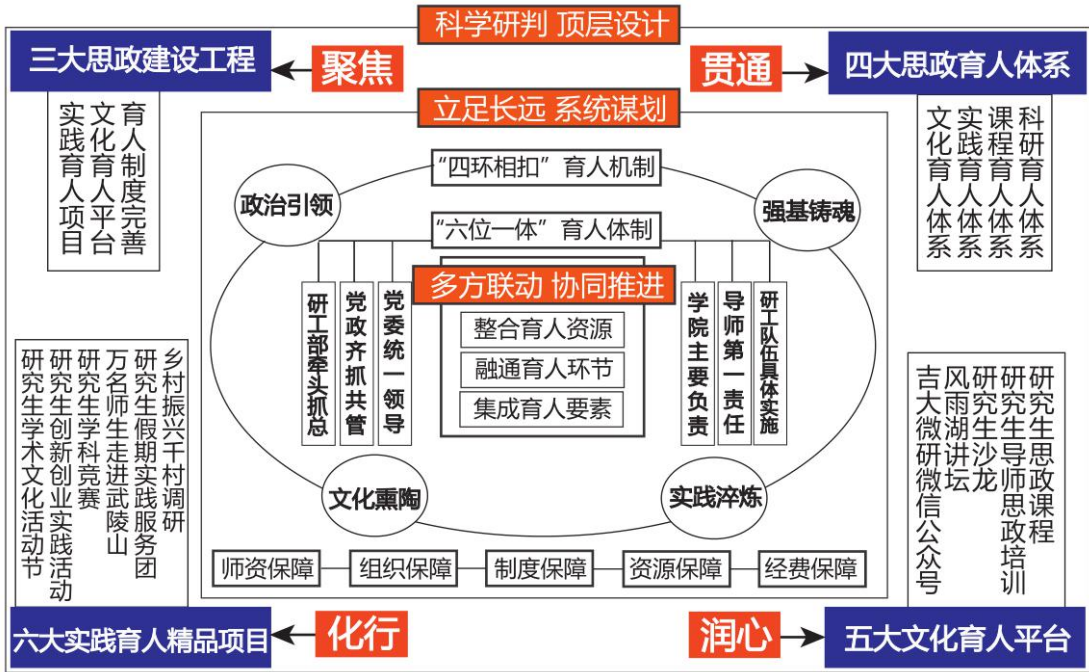 科学研判 顶层设计
三大思政建设工程
聚焦
贯通
四大思政育人体系
育人制度完善
文化育人平台
实践育人项目
科研育人体系
课程育人体系
实践育人体系
文化育人体系
立足长远 系统谋划
“四环相扣”育人机制
政治引领
强基铸魂
“六位一体”育人体制
多方联动 协同推进
研工部牵头抓总
党政齐抓共管
党委统一领导
整合育人资源
融通育人环节
集成育人要素
学院主要负责
导师第一责任
研工队伍具体实施
文化熏陶
实践淬炼
师资保障
组织保障
制度保障
资源保障
经费保障
乡村振兴千村调研
研究生假期实践服务团
万名师生走进武陵山
研究生学科竞赛
研究生创新创业实践活动
研究生学术文化活动节
研究生思政课程
研究生导师思政培训
研究生沙龙
风雨湖讲坛
吉大微研微信公众号
六大实践育人精品项目
化行
润心
五大文化育人平台